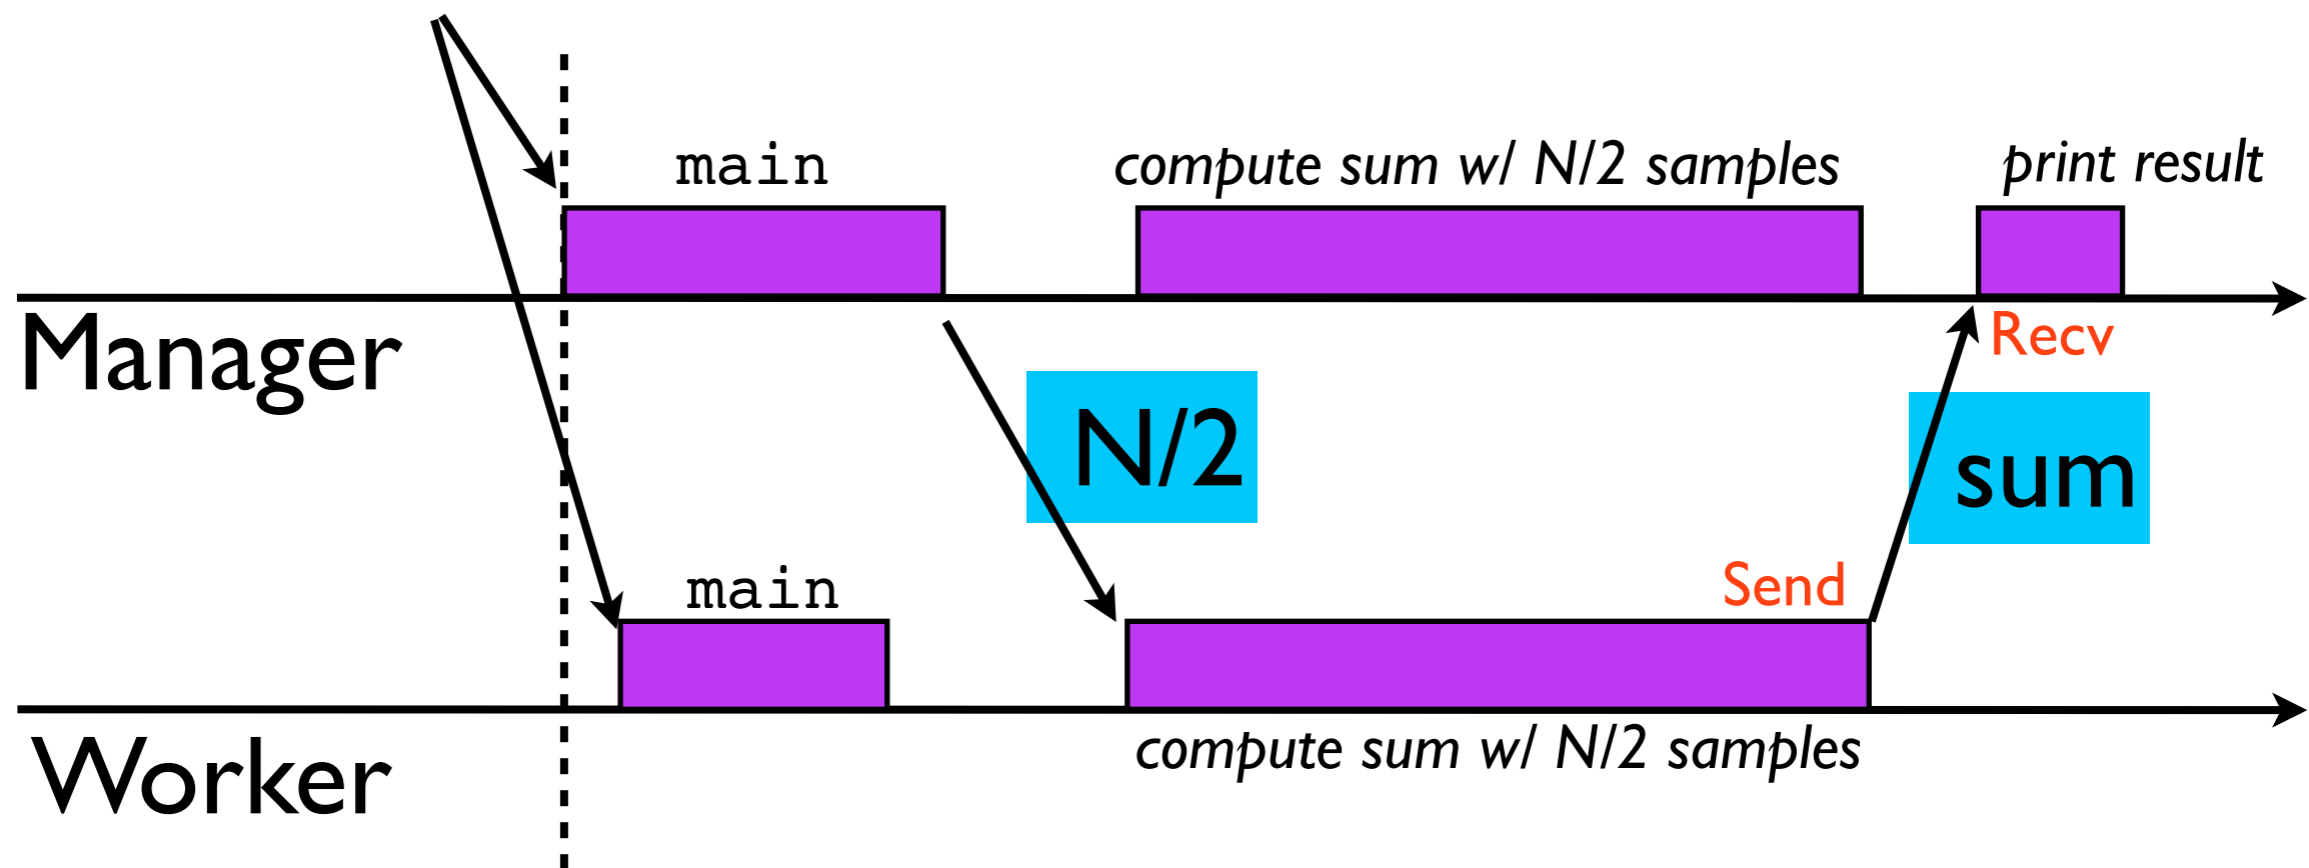 main
compute sum w/ N/2 samples
print result
Manager
Recv
N/2
sum
Send
main
Worker
compute sum w/ N/2 samples